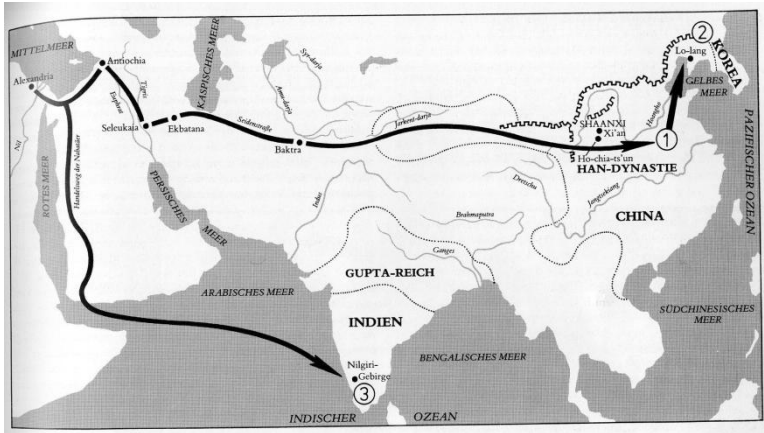 MITTELMEER
Alexandria
Antiochia
Nil
ROTES MEER
Handelsweg der Nabatäer
Euphrat
Tigris
Seleukaia
Ekbatana
KASPISCHES MEER
PERSISCHES
MEER
Seidenstraße
Syr-darja
Amu-darja
Baktra
Jerkent-darja
Indus
ARABISCHES MEER
GUPTA-REICH
INDIEN
Ganges
Brahmaputra
Nilgiri-
Gebirge
3
INDISCHER OZEAN
BENGALISCHES MEER
SHAANXI
Xi'an
Ho-chia-ts'un
HAN-DYNASTIE
1
Hoangho
Dretschu
Jangtsekiang
CHINA
2
Lo-lang
KOREA
GELBES
MEER
PAZIFISCHER OZEAN
SÜDCHINESISCHES
MEER